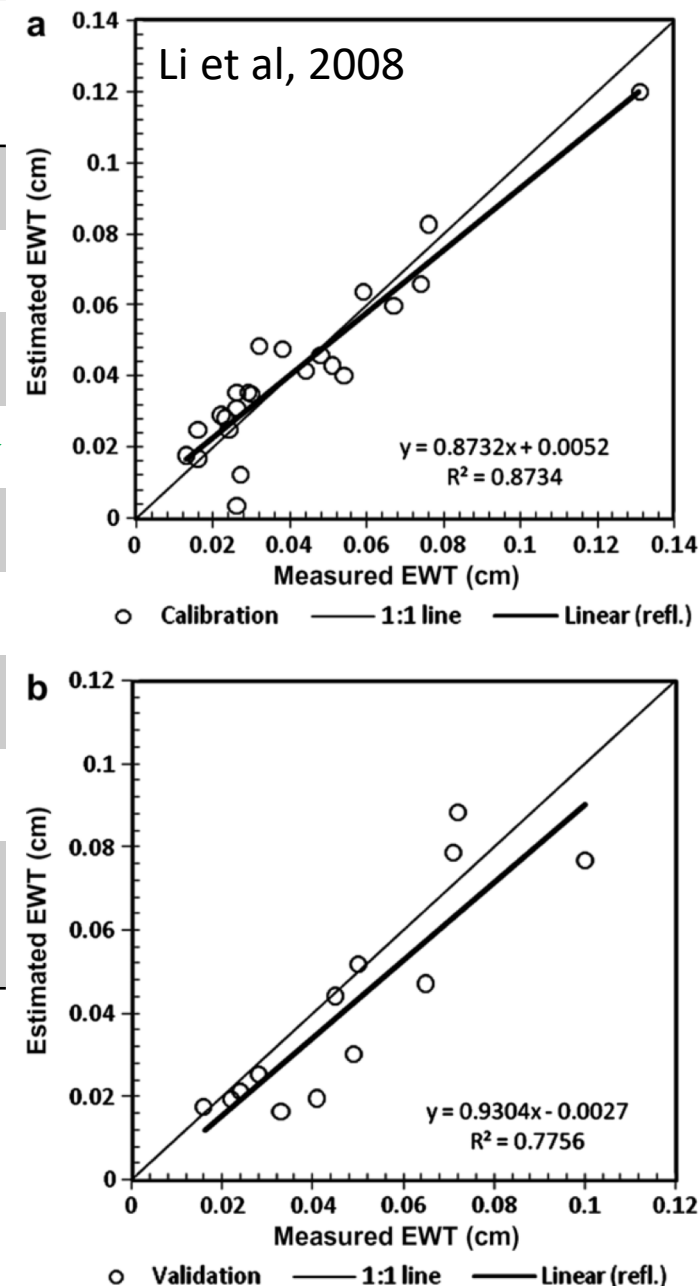 a
Li et al, 2008
Estimated EWT (cm)
0.14
0.12
0.1
0.08
0.06
0.04
0.02
0
y = 0.8732x + 0.0052
R² = 0.8734
0 0.02 0.04 0.06 0.08 0.1 0.12 0.14
Measured EWT (cm)
Calibration 1:1 line Linear (refl.)
b
Estimated EWT (cm)
0.12
0.1
0.08
0.06
0.04
0.02
0
y = 0.9304x - 0.0027
R² = 0.7756
0 0.02 0.04 0.06 0.08 0.1 0.12
Measured EWT (cm)
Validation 1:1 line Linear (refl.)